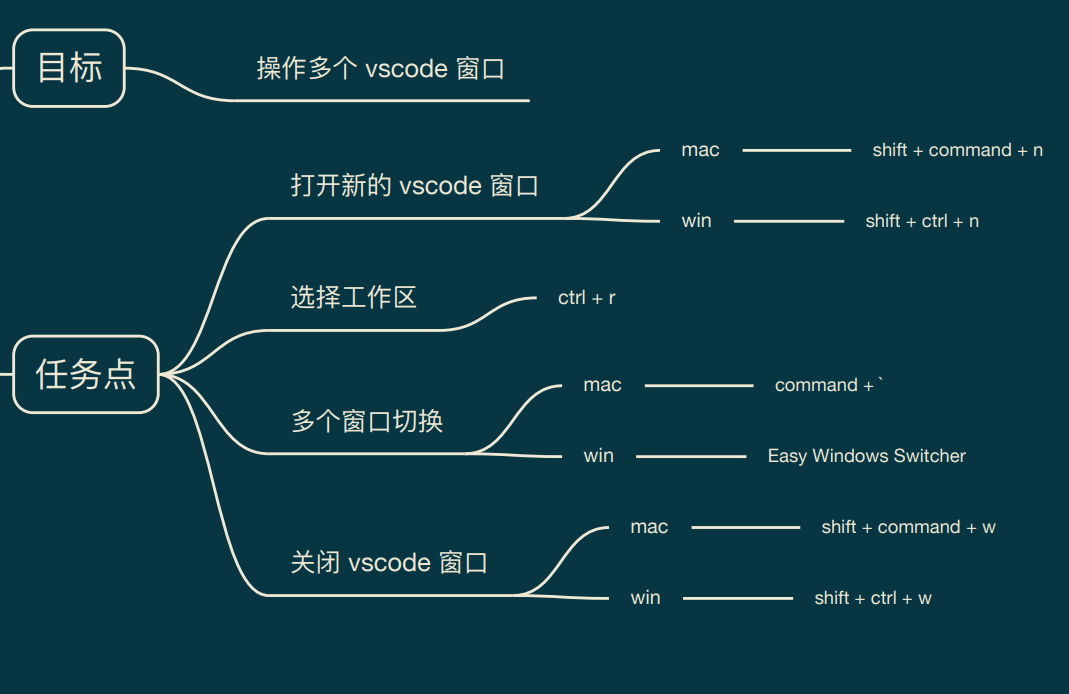 目标
操作多个 vscode 窗口
任务点
打开新的 vscode 窗口
mac
shift + command + n
win
shift + ctrl + n
选择工作区
ctrl + r
多个窗口切换
mac
command + `
win
Easy Windows Switcher
关闭 vscode 窗口
mac
shift + command + w
win
shift + ctrl + w